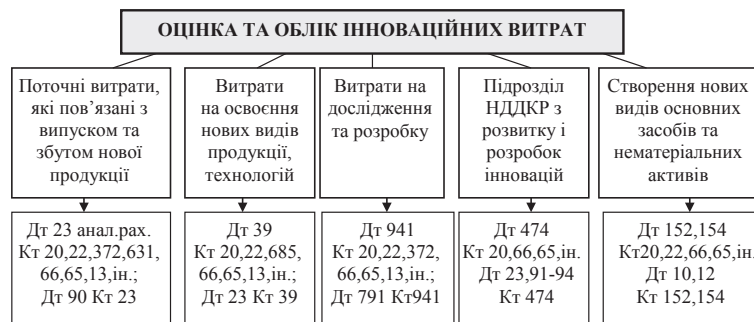 ОЦІНКА ТА ОБЛІК ІННОВАЦІЙНИХ ВИТРАТ
Поточні витрати,
які пов’язані з
випуском та
збутом нової
продукції
Витрати
на освоєння
нових видів
продукції,
технологій
Витрати на
дослідження
та розробку
Підрозділ
НДДКР з
розвитку і
розробок
інновацій
Створення нових
видів основних
засобів та
нематеріальних
активів
Дт 23 анал.рах.
Кт 20,22,372,631,
66,65,13,ін.;
Дт 90 Кт 23
Дт 39
Кт 20,22,685,
66,65,13,ін.;
Дт 23 Кт 39
Дт 941
Кт 20,22,372,
66,65,13,ін.;
Дт 791 Кт941
Дт 474
Кт 20,66,65,ін.
Дт 23,91-94
Кт 474
Дт 152,154
Кт20,22,66,65,ін.
Дт 10,12
Кт 152,154